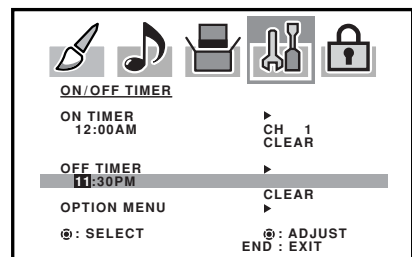 ON/OFF TIMER
ON TIMER ▶
12:00AM CH 1
CLEAR
OFF TIMER ▶
11:30PM
CLEAR
OPTION MENU ▶
: SELECT : ADJUST
END : EXIT